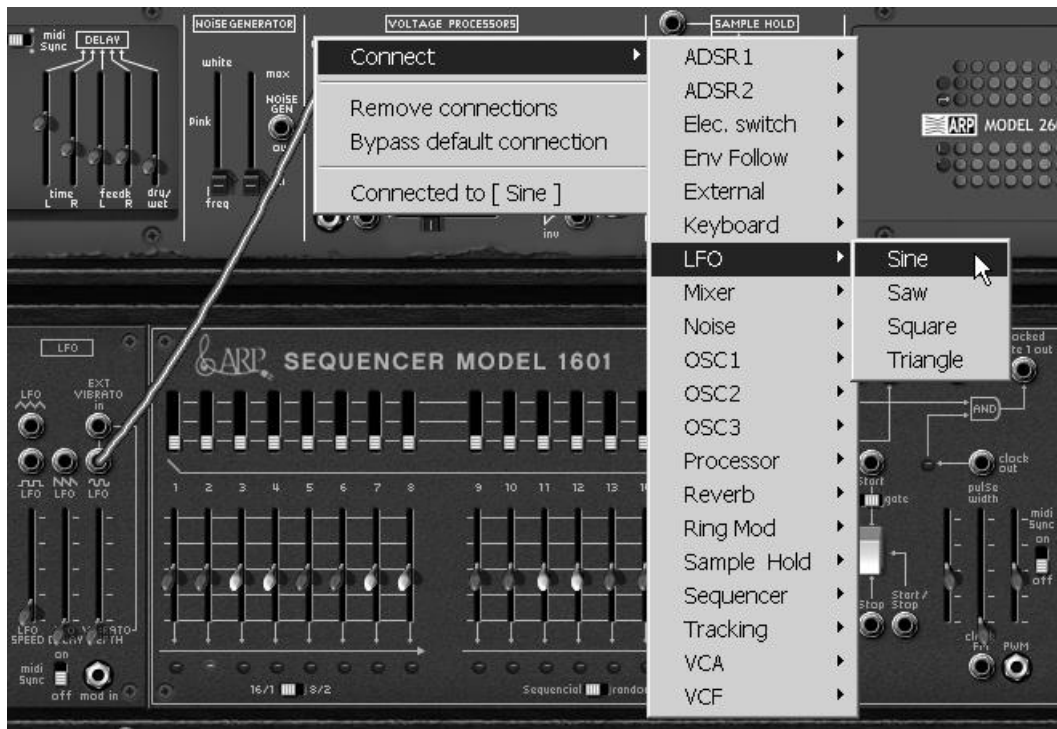 midi
Sync
DELAY
time
L R
feedk
L R
dry/
wet
NOISE GENERATOR
white
max
Pink
NOISE
GEN
freq
VOLTAGE PROCESSORS
inv
SAMPLE HOLD
ARP MODEL 26
Connect
Remove connections
Bypass default connection
Connected to [ Sine ]
ADSR1
ADSR2
Elec. switch
Env Follow
External
Keyboard
LFO
Mixer
Noise
OSC1
OSC2
OSC3
Processor
Reverb
Ring Mod
Sample Hold
Sequencer
Tracking
VCA
VCF
Sine
Saw
Square
Triangle
LFO
LFO
EXT
VIBRATO
in
LFO LFO LFO
LFO
SPEED
midi
Sync
on
off
mod in
ARP SEQUENCER MODEL 1601
1 2 3 4 5 6 7 8 9 10 11 12 13
16/1 8/2
Sequencial
AND
clock
out
pulse
width
Start
gate
midi
Sync
on
off
Stop
Start/
Stop
PWM